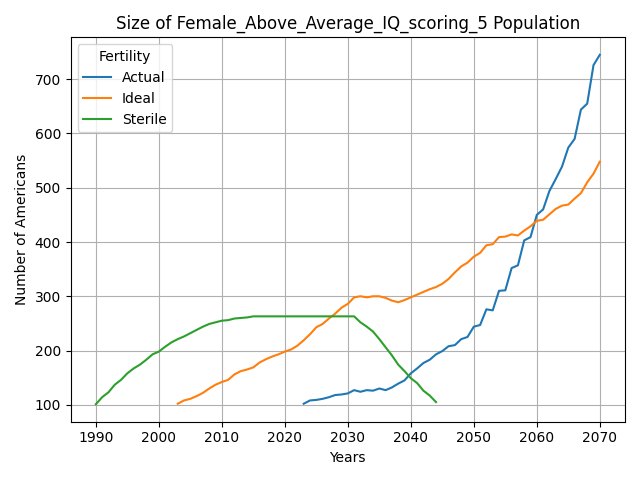 Size of Female_Above_Average_IQ_scoring_5 Population
Fertility
Actual
Ideal
Sterile
Number of Americans
700
600
500
400
300
200
100
1990 2000 2010 2020 2030 2040 2050 2060 2070
Years